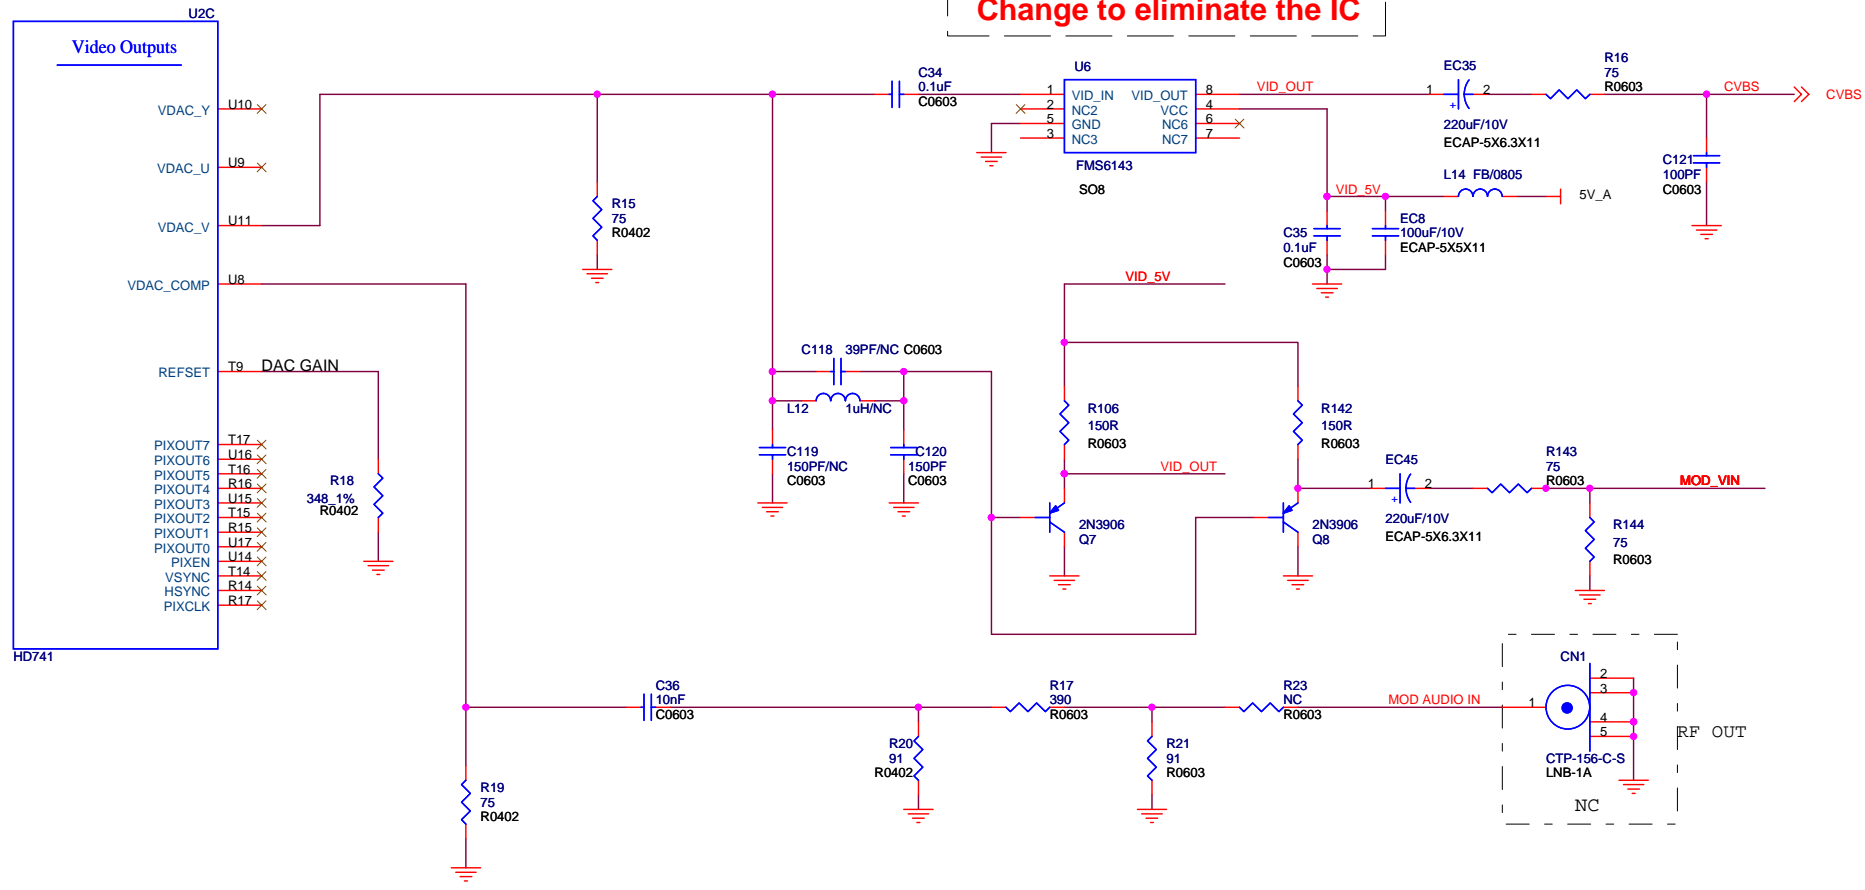 Change to eliminate the IC
U2C
Video Outputs
VDAC_Y U10
VDAC_U U9
VDAC_V U11
VDAC_COMP U8
REFSET T9 DAC GAIN
PIXOUT7 T17
PIXOUT6 U16
PIXOUT5 T16
PIXOUT4 R16
PIXOUT3 U15
PIXOUT2 T15
PIXOUT1 R15
PIXOUT0 U17
PIXEN U14
VSYNC T14
HSYNC R14
PIXCLK R17
HD741
R18
348_1%
R0402
R15
75
R0402
C34
0.1uF
C0603
U6
1 VID_IN VID_OUT 8
2 NC2 VCC 4
5 GND NC6 6
3 NC3 NC7 7
FMS6143
SO8
VID_OUT
EC35
1 2
+
220uF/10V
ECAP-5X6.3X11
R16
75
R0603
CVBS
CVBS
C121
100PF
C0603
L14 FB/0805
VID_5V
5V_A
C35
0.1uF
C0603
EC8
100uF/10V
ECAP-5X5X11
VID_5V
C118 39PF/NC C0603
L12 1uH/NC
C119
150PF/NC
C0603
C120
150PF
C0603
R106
150R
R0603
VID_OUT
2N3906
Q7
R142
150R
R0603
2N3906
Q8
EC45
1 2
+
220uF/10V
ECAP-5X6.3X11
R143
75
R0603
MOD_VIN
R144
75
R0603
C36
10nF
C0603
R17
390
R0603
R23
NC
R0603
MOD AUDIO IN
R20
91
R0402
R21
91
R0603
R19
75
R0402
CN1
1
2
3
4
5
CTP-156-C-S
LNB-1A
RF OUT
NC